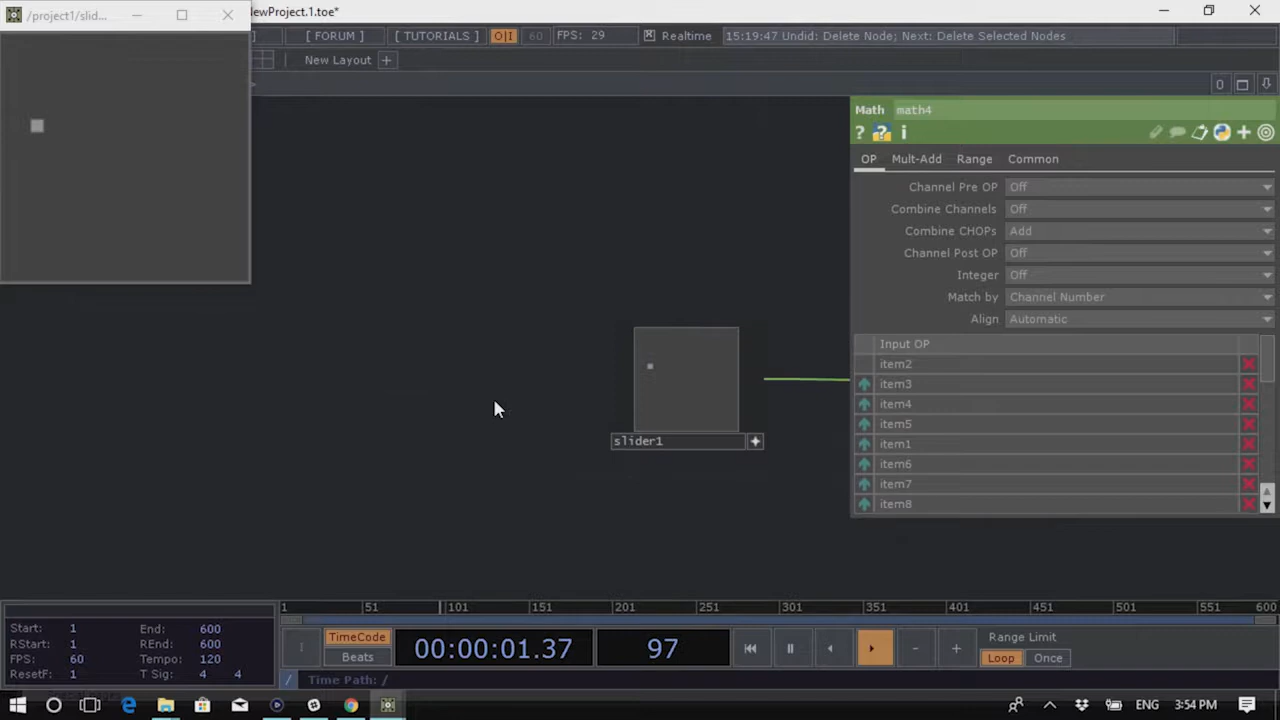 /project1/slid...
ewProject.1.toe*
]
[ FORUM ]
[ TUTORIALS ]
O|I
60
FPS: 29
Realtime
15:19:47 Undid: Delete Node; Next: Delete Selected Nodes
New Layout +
>
0
Math math4
? ? i
OP Mult-Add Range Common
Channel Pre OP Off
Combine Channels Off
Combine CHOPs Add
Channel Post OP Off
Integer Off
Match by Channel Number
Align Automatic
Input OP
item2
item3
item4
item5
item1
item6
item7
item8
slider1
1 51 101 151 201 251 301 351 401 451 501 551 600
Start: 1 End: 600
RStart: 1 REnd: 600
FPS: 60 Tempo: 120
ResetF: 1 T Sig: 4 4
TimeCode
Beats
00:00:01.37
97
Range Limit
Loop Once
/ Time Path: /
ENG 3:54 PM